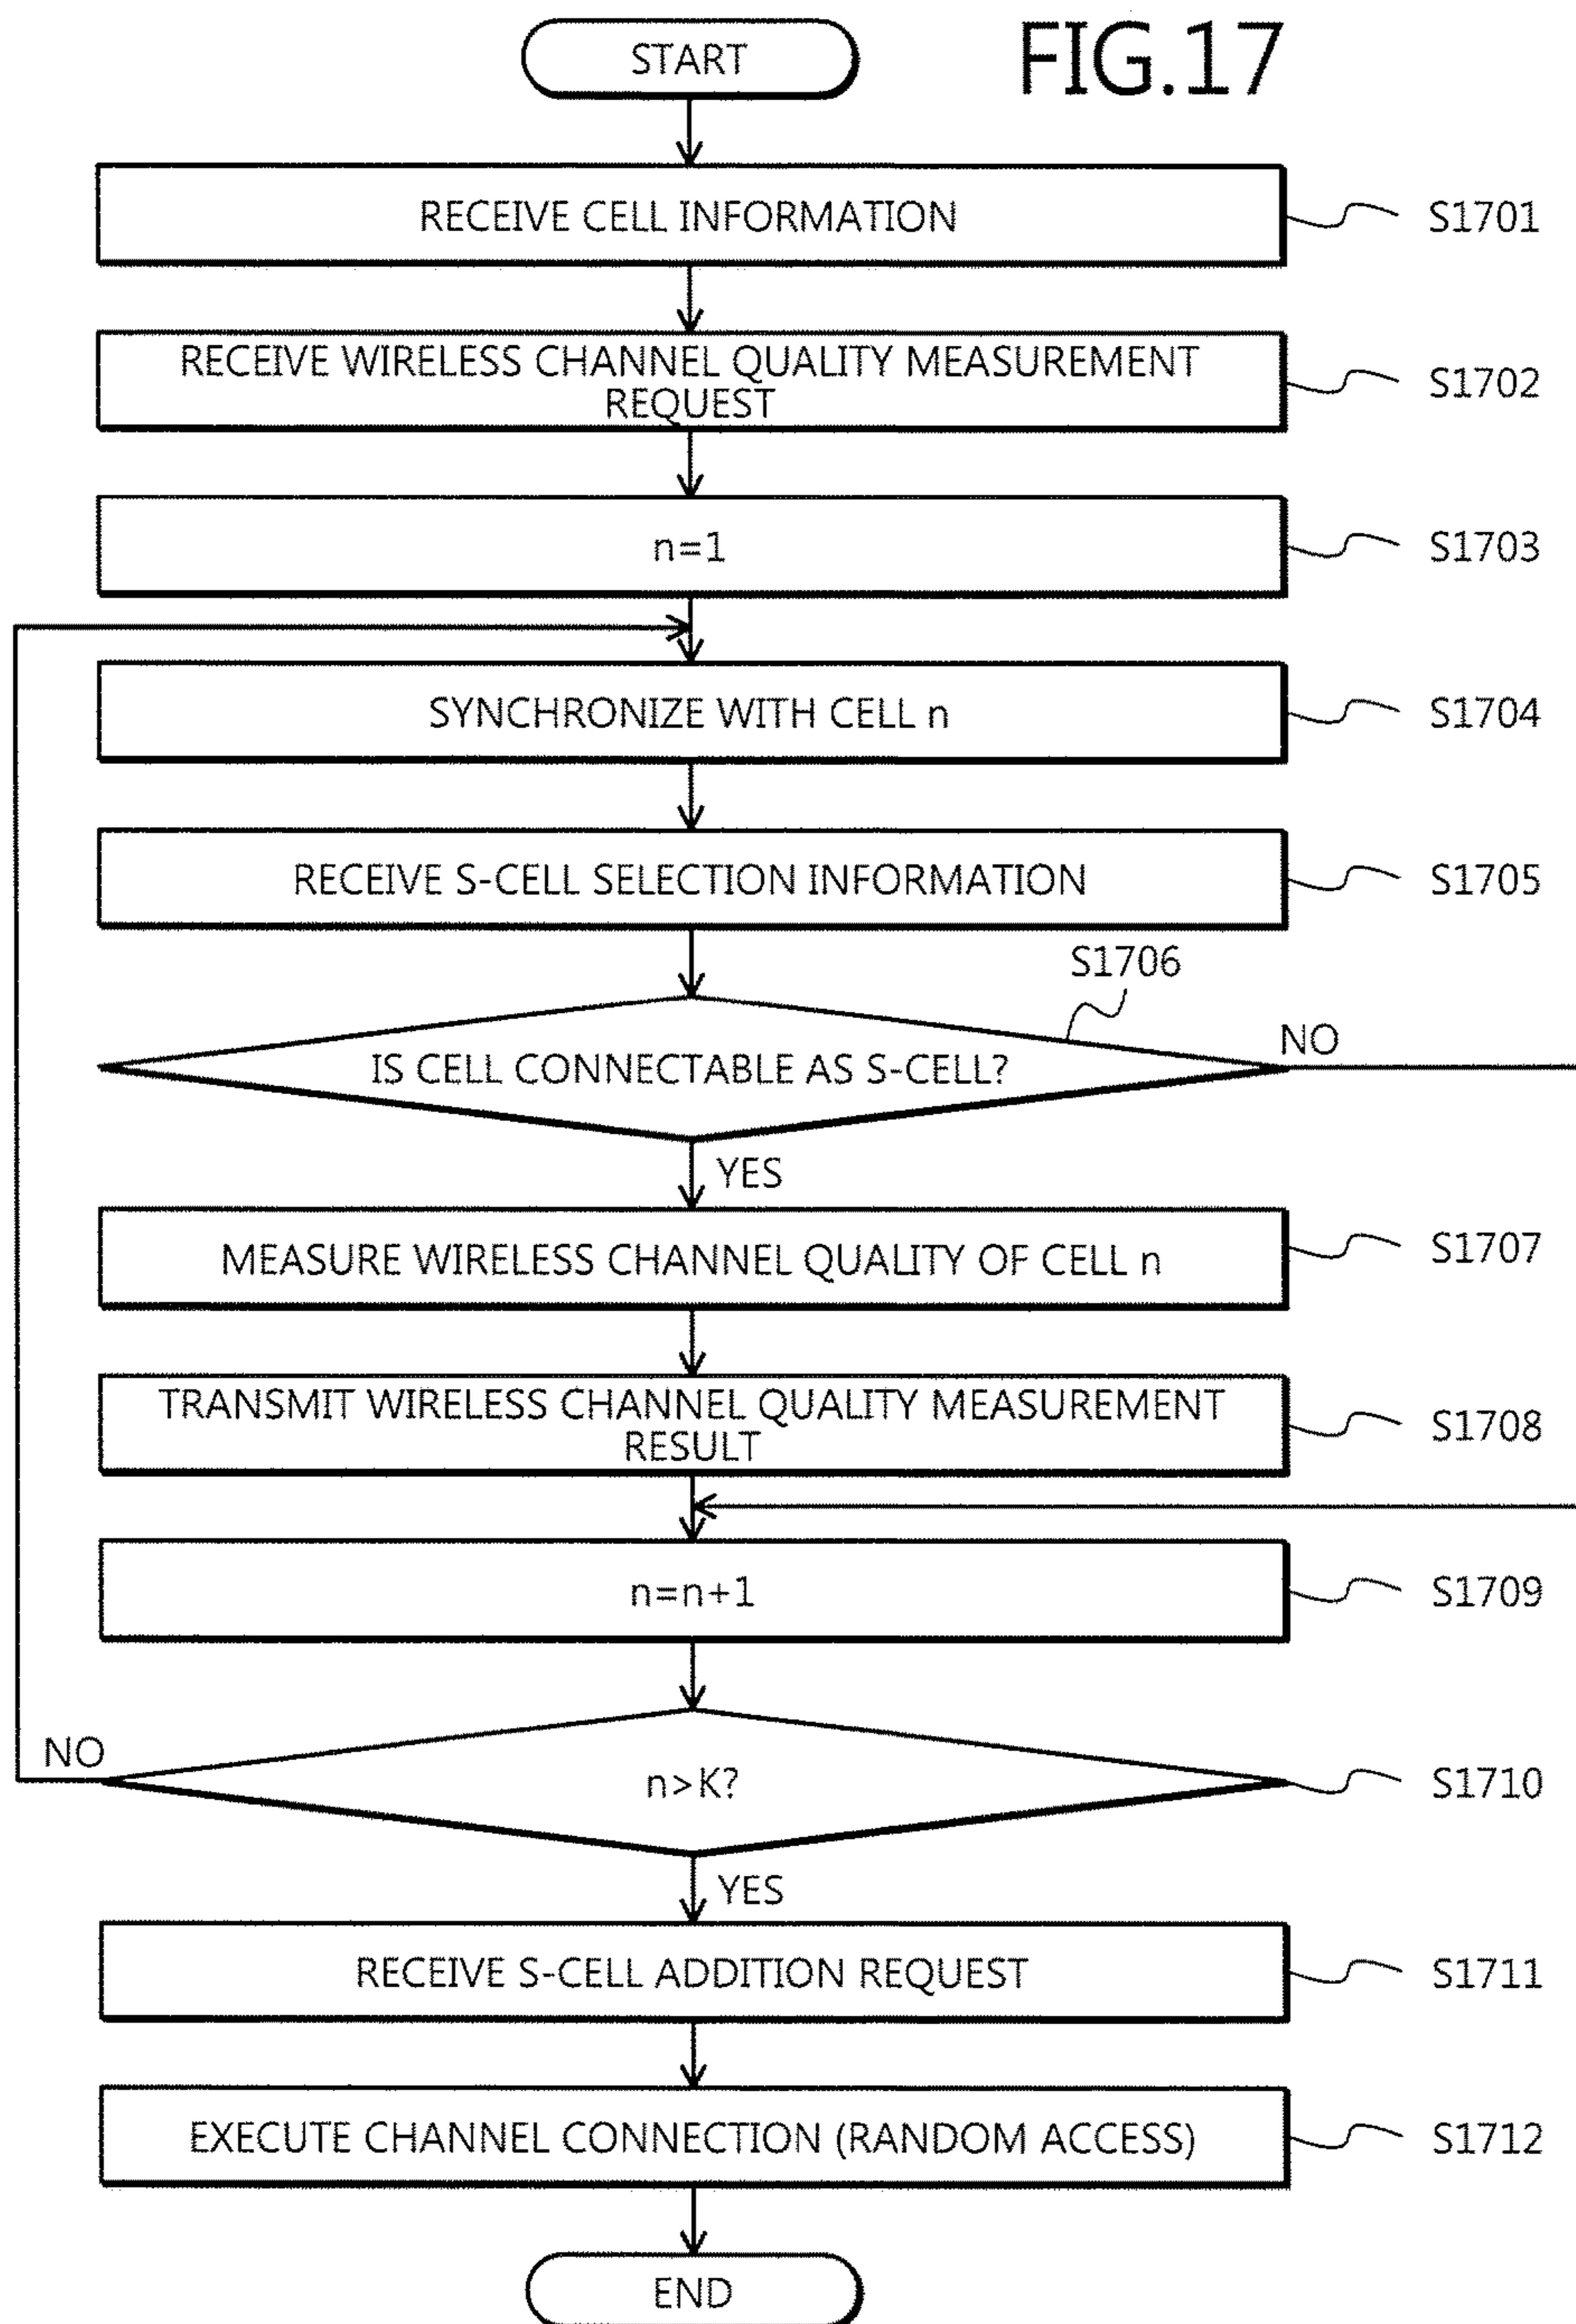 FIG.17
START
RECEIVE CELL INFORMATION
S1701
RECEIVE WIRELESS CHANNEL QUALITY MEASUREMENT
REQUEST
S1702
n=1
S1703
SYNCHRONIZE WITH CELL n
S1704
RECEIVE S-CELL SELECTION INFORMATION
S1705
S1706
IS CELL CONNECTABLE AS S-CELL?
NO
YES
MEASURE WIRELESS CHANNEL QUALITY OF CELL n
S1707
TRANSMIT WIRELESS CHANNEL QUALITY MEASUREMENT
RESULT
S1708
n=n+1
S1709
NO
n>K?
S1710
YES
RECEIVE S-CELL ADDITION REQUEST
S1711
EXECUTE CHANNEL CONNECTION (RANDOM ACCESS)
S1712
END